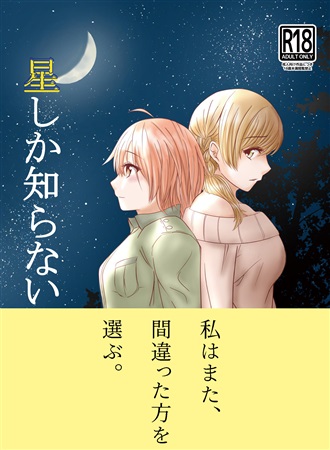 R18
ADULT ONLY
星しか知らない
私はまた、
間違った方を
選ぶ。